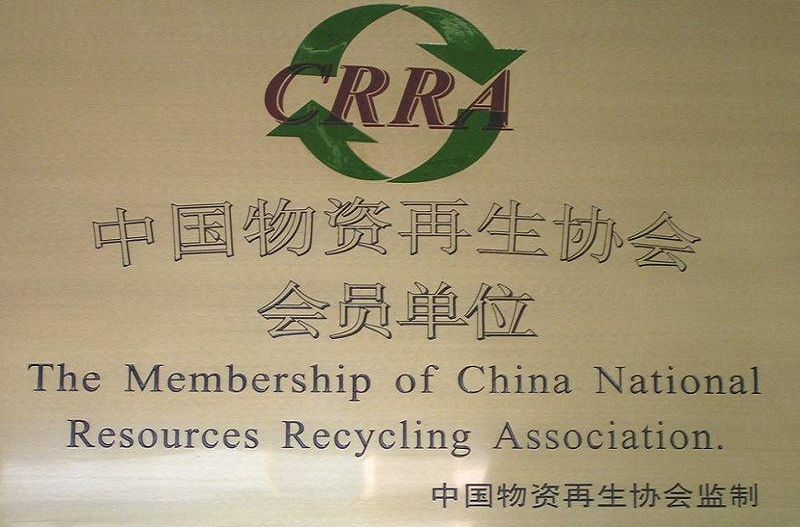 CRRA
中国物资再生协会
会员单位
The Membership of China National
Resources Recycling Association.
中国物资再生协会监制